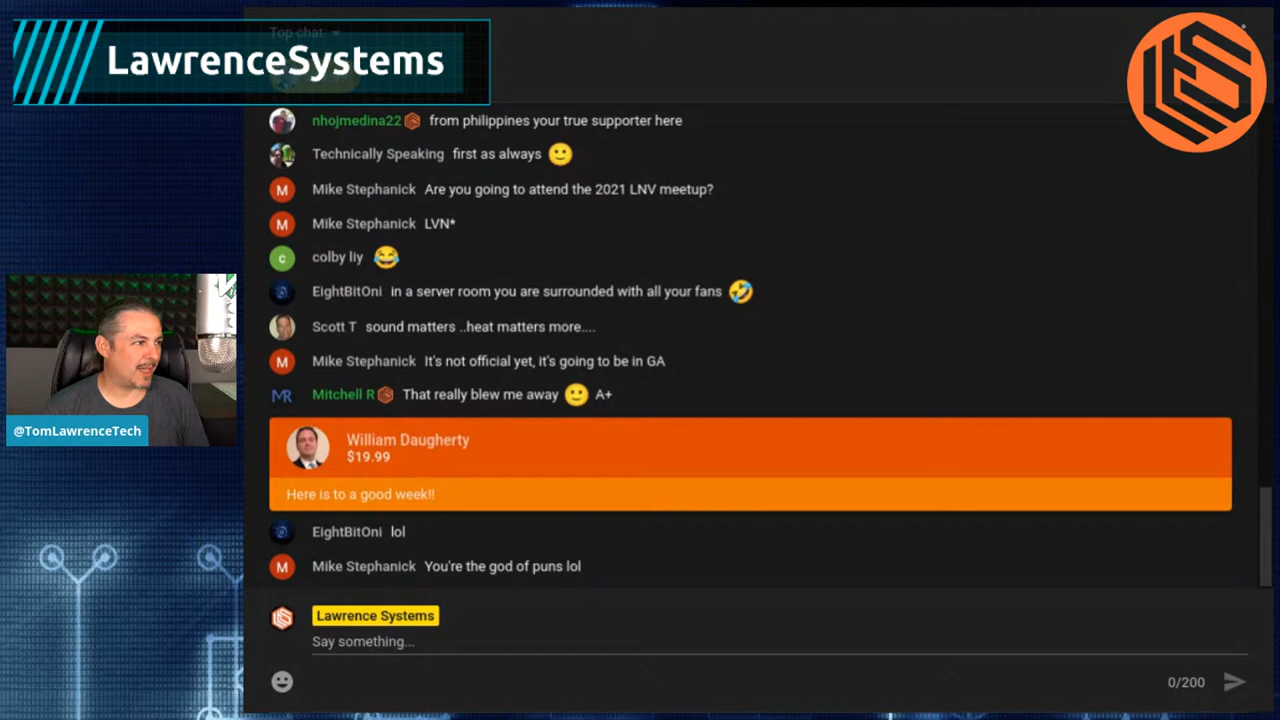 Top chat
LawrenceSystems
nhojmedina22 from philippines your true supporter here
Technically Speaking first as always
M Mike Stephanick Are you going to attend the 2021 LNV meetup?
M Mike Stephanick LVN*
c colby liy
EightBitOni in a server room you are surrounded with all your fans
Scott T sound matters ..heat matters more....
M Mike Stephanick It's not official yet, it's going to be in GA
MR Mitchell R That really blew me away A+
William Daugherty
$19.99
Here is to a good week!!
@TomLawrenceTech
EightBitOni lol
M Mike Stephanick You're the god of puns lol
Lawrence Systems
Say something...
0/200